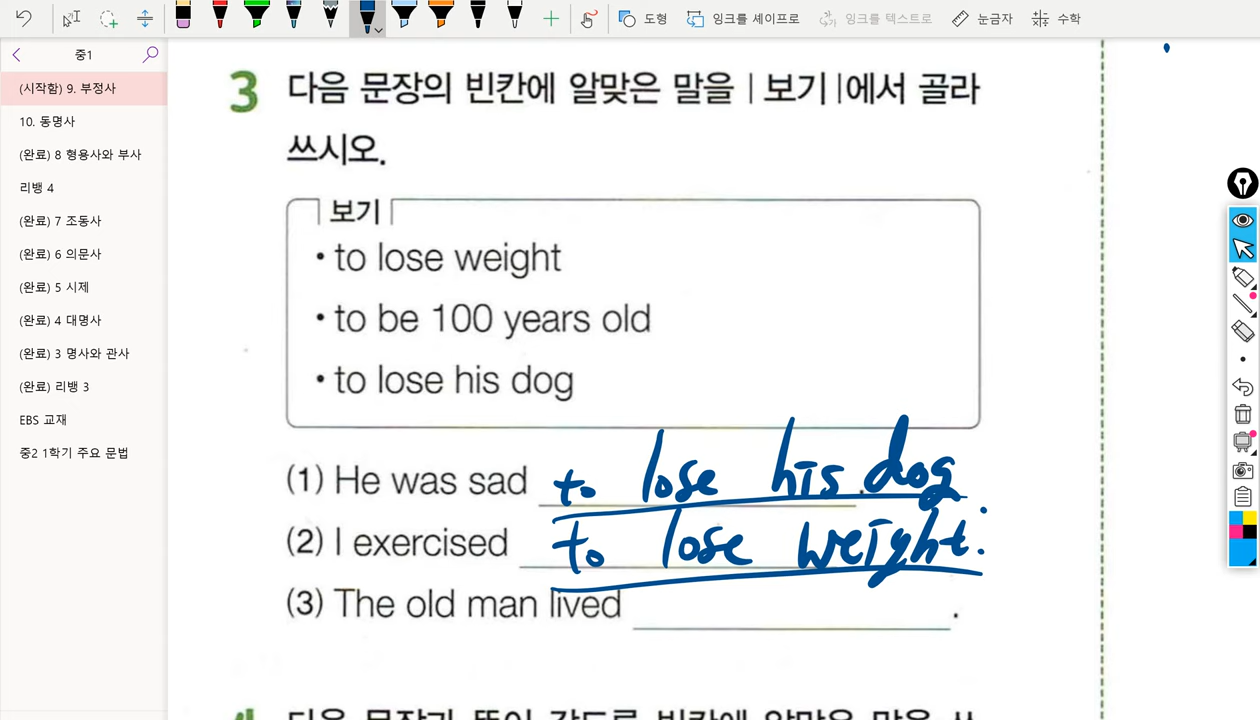 도형
잉크를 셰이프로
잉크를 텍스트로
눈금자
수학
중1
(시작함) 9. 부정사
10. 동명사
(완료) 8 형용사와 부사
리뱅 4
(완료) 7 조동사
(완료) 6 의문사
(완료) 5 시제
(완료) 4 대명사
(완료) 3 명사와 관사
(완료) 리뱅 3
EBS 교재
중2 1학기 주요 문법
3 다음 문장의 빈칸에 알맞은 말을 | 보기 |에서 골라
쓰시오.
보기
• to lose weight
• to be 100 years old
• to lose his dog
(1) He was sad to lose his dog.
(2) I exercised to lose weight.
(3) The old man lived .